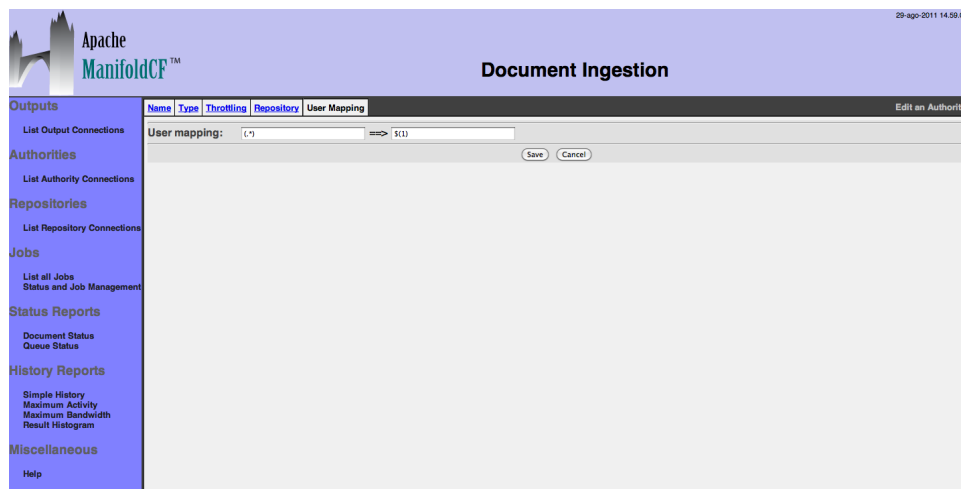 29-ago-2011 14.59.
Apache
ManifoldCF™
Document Ingestion
Outputs
List Output Connections
Authorities
List Authority Connections
Repositories
List Repository Connections
Jobs
List all Jobs
Status and Job Management
Status Reports
Document Status
Queue Status
History Reports
Simple History
Maximum Activity
Maximum Bandwidth
Result Histogram
Miscellaneous
Help
Name Type Throttling Repository User Mapping
Edit an Authorit
User mapping: (.*) ==> $(1)
Save Cancel